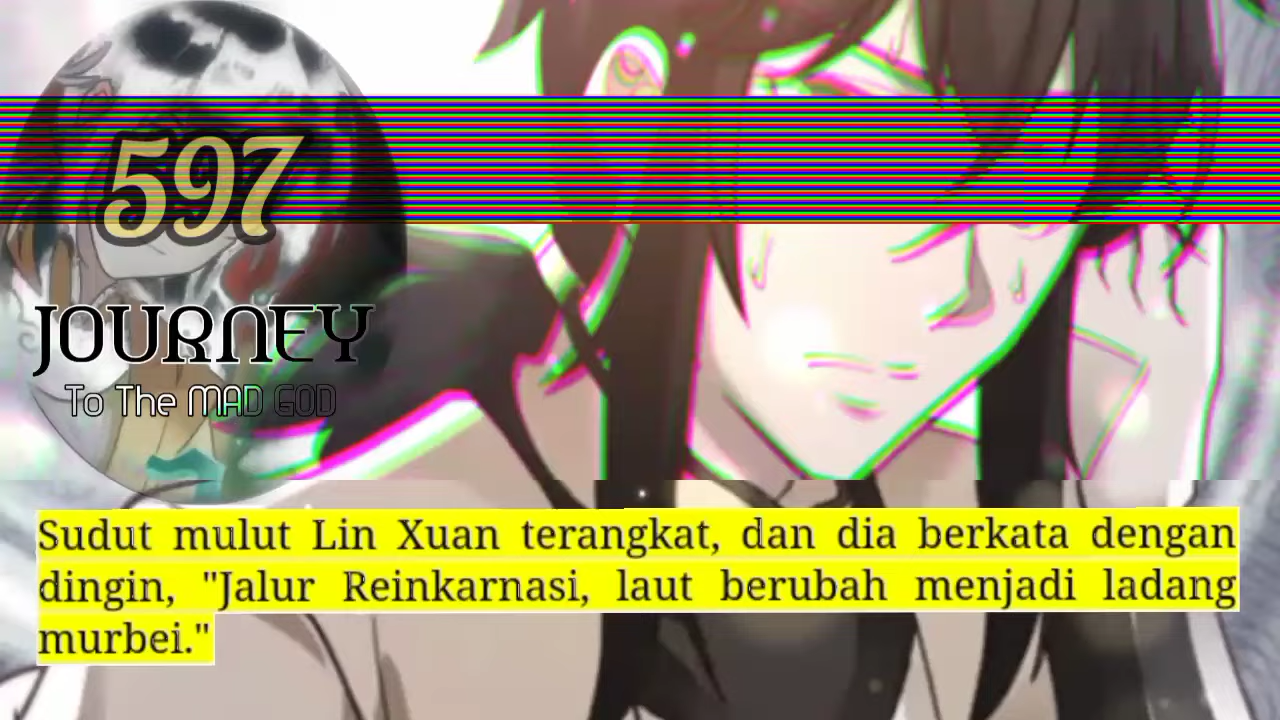 597
JOURNEY
To The MAD GOD
Sudut mulut Lin Xuan terangkat, dan dia berkata dengan
dingin, "Jalur Reinkarnasi, laut berubah menjadi ladang
murbei."